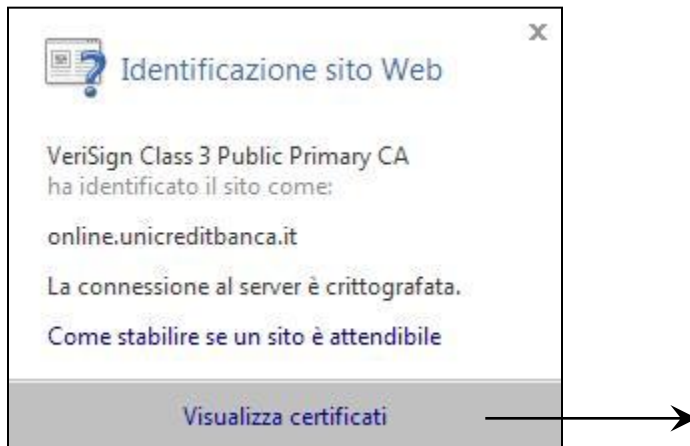 x
Identificazione sito Web
VeriSign Class 3 Public Primary CA
ha identificato il sito come:
online.unicreditbanca.it
La connessione al server è crittografata.
Come stabilire se un sito è attendibile
Visualizza certificati